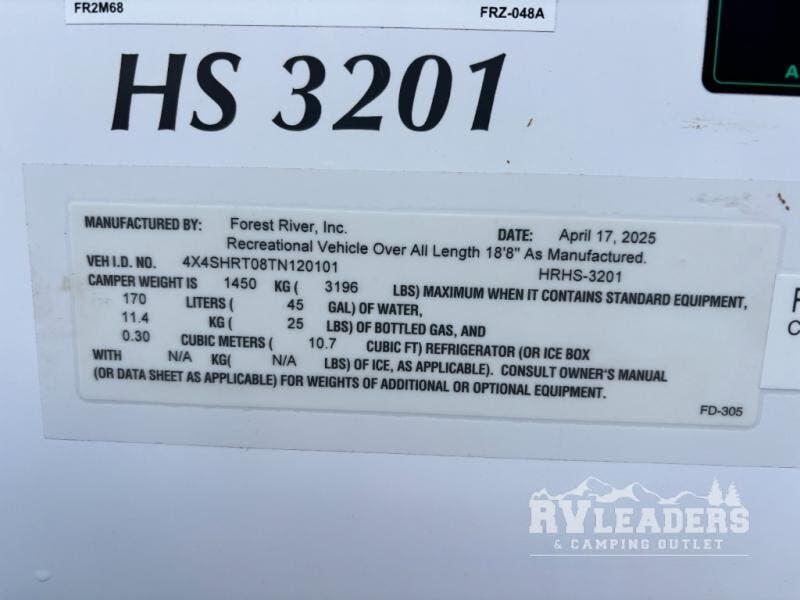 FR2M68 FRZ-048A
HS 3201
MANUFACTURED BY: Forest River, Inc. DATE: April 17, 2025
Recreational Vehicle Over All Length 18'8" As Manufactured.
VEH I.D. NO. 4X4SHRT08TN120101 HRHS-3201
CAMPER WEIGHT IS 1450 KG ( 3196 LBS) MAXIMUM WHEN IT CONTAINS STANDARD EQUIPMENT,
170 LITERS ( 45 GAL) OF WATER,
11.4 KG ( 25 LBS) OF BOTTLED GAS, AND
0.30 CUBIC METERS ( 10.7 CUBIC FT) REFRIGERATOR (OR ICE BOX
WITH N/A KG( N/A LBS) OF ICE, AS APPLICABLE). CONSULT OWNER'S MANUAL
(OR DATA SHEET AS APPLICABLE) FOR WEIGHTS OF ADDITIONAL OR OPTIONAL EQUIPMENT.
FD-305
RV LEADERS
& CAMPING OUTLET